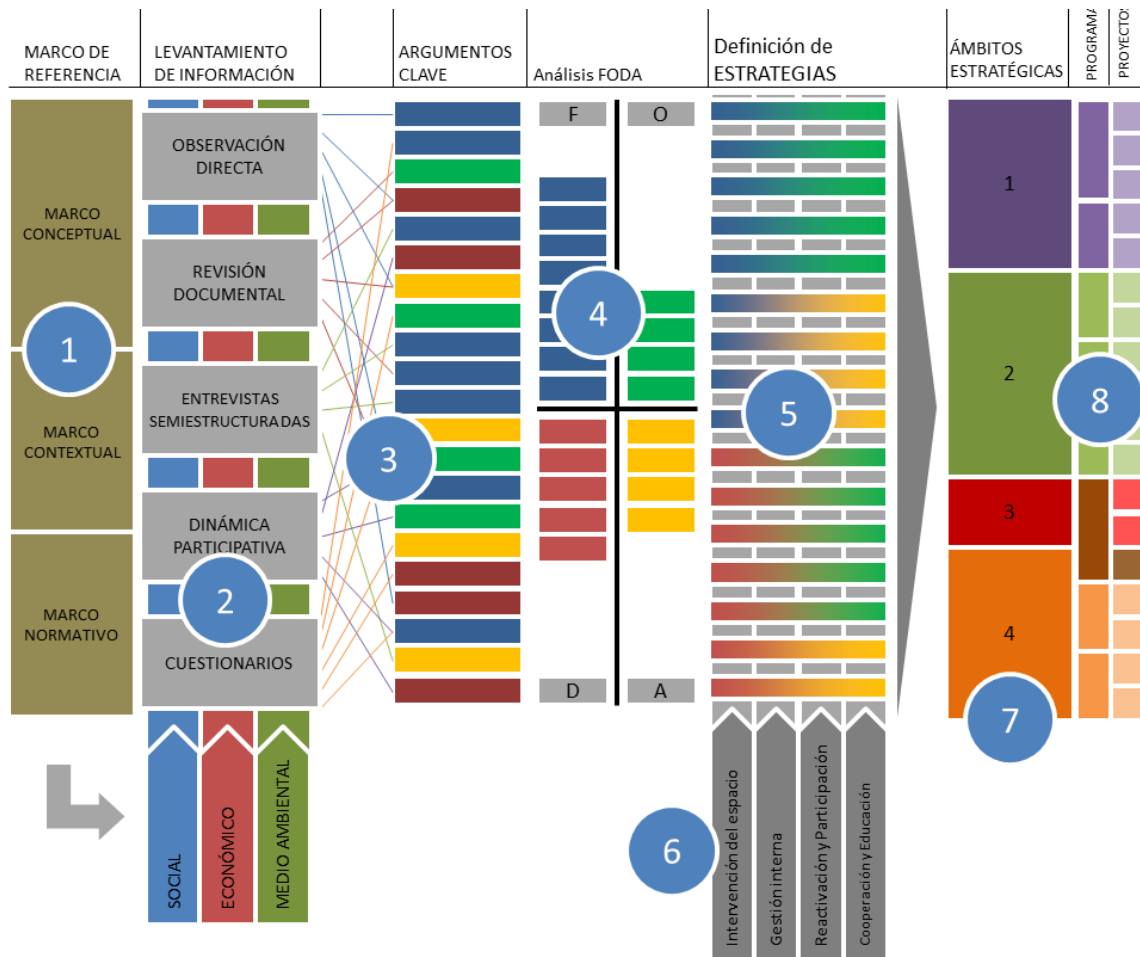 MARCO DE
REFERENCIA
LEVANTAMIENTO
DE INFORMACIÓN
ARGUMENTOS
CLAVE
Análisis FODA
Definición de
ESTRATEGIAS
ÁMBITOS
ESTRATÉGICAS
PROGRAMA
PROYECTOS
MARCO
CONCEPTUAL
1
MARCO
CONTEXTUAL
MARCO
NORMATIVO
OBSERVACIÓN
DIRECTA
REVISIÓN
DOCUMENTAL
ENTREVISTAS
SEMIESTRUCTURADAS
DINÁMICA
PARTICIPATIVA
2
CUESTIONARIOS
SOCIAL
ECONÓMICO
MEDIO AMBIENTAL
3
F
O
4
D
A
5
6
Intervención del espacio
Gestión interna
Reactivación y Participación
Cooperación y Educación
1
2
3
4
7
8